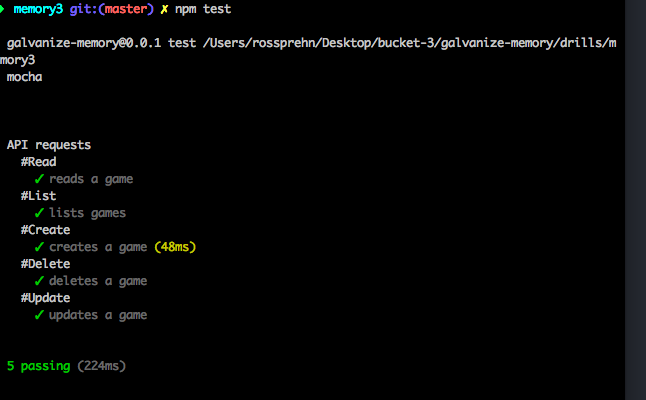 memory3 git:(master) ✗ npm test
galvanize-memory@0.0.1 test /Users/rossprehn/Desktop/bucket-3/galvanize-memory/drills/m
mory3
mocha
API requests
#Read
✓ reads a game
#List
✓ lists games
#Create
✓ creates a game (48ms)
#Delete
✓ deletes a game
#Update
✓ updates a game
5 passing (224ms)